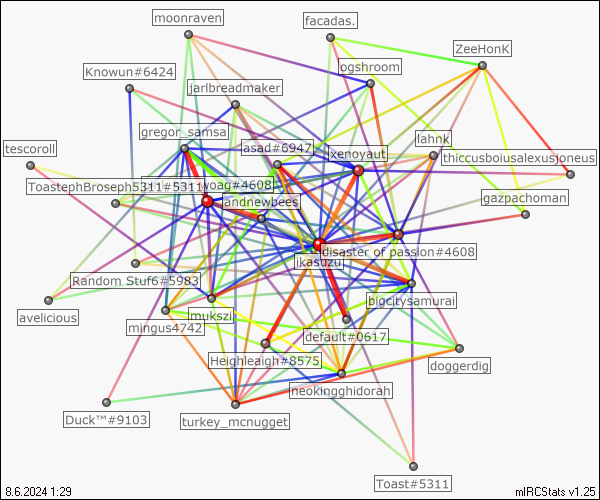 moonraven
facadas.
ZeeHonK
ogshroom
Knowun#6424
jarlbreadmaker
gregor_samsa
lahnk
tescoroll
asad#6947
xenoyaut
thiccusboiusalexusjoneus
ToastephBroseph5311#5311
woag#4608
andnewbees
gazpachoman
disaster of passion#4608
ikasuzu
Random Stuf6#5983
bigcitysamurai
avelicious
mukszi
mingus4742
default#0617
Heighleaigh#8575
doggerdig
neokingghidorah
Duck™#9103
turkey_mcnugget
Toast#5311
8.6.2024 1:29
mIRCStats v1.25